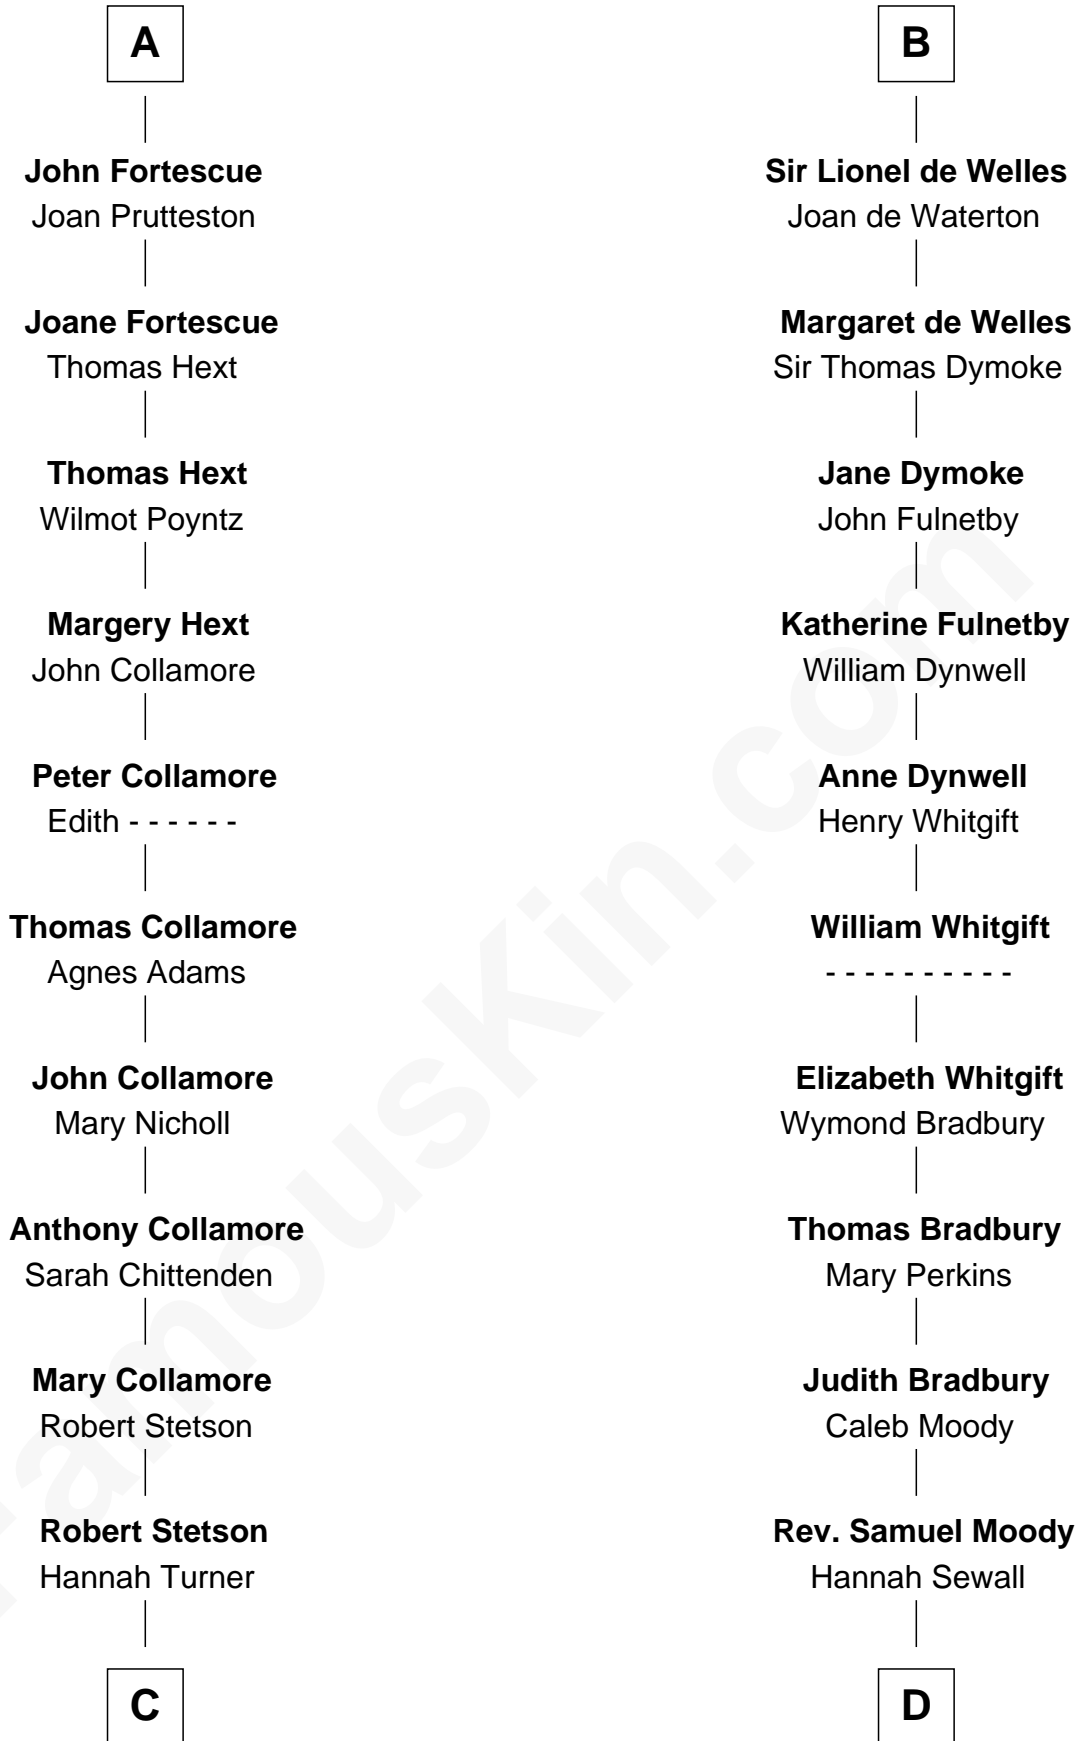 A
John Fortescue
Joan Prutteston
Joane Fortescue
Thomas Hext
Thomas Hext
Wilmot Poyntz
Margery Hext
John Collamore
Peter Collamore
Edith - - - - - -
Thomas Collamore
Agnes Adams
John Collamore
Mary Nicholl
Anthony Collamore
Sarah Chittenden
Mary Collamore
Robert Stetson
Robert Stetson
Hannah Turner
C
B
Sir Lionel de Welles
Joan de Waterton
Margaret de Welles
Sir Thomas Dymoke
Jane Dymoke
John Fulnetby
Katherine Fulnetby
William Dynwell
Anne Dynwell
Henry Whitgift
William Whitgift
- - - - - - - - - -
Elizabeth Whitgift
Wymond Bradbury
Thomas Bradbury
Mary Perkins
Judith Bradbury
Caleb Moody
Rev. Samuel Moody
Hannah Sewall
D
FamousKin.com